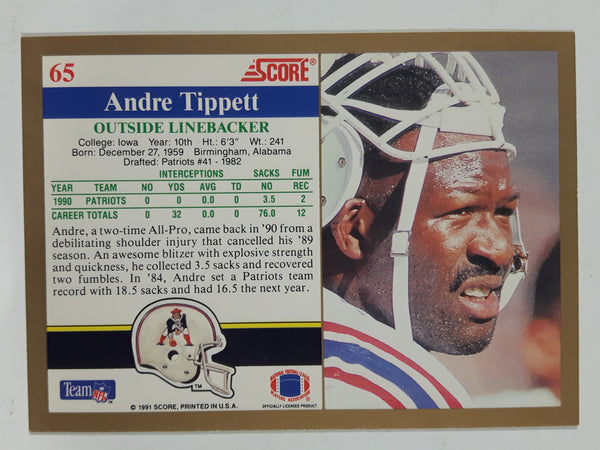 65
SCORE®
Andre Tippett
OUTSIDE LINEBACKER
College: Iowa Year: 10th Ht.: 6'3" Wt.: 241
Born: December 27, 1959 Birmingham, Alabama
Drafted: Patriots #41 - 1982
INTERCEPTIONS SACKS FUM
YEAR TEAM NO YDS AVG TD NO REC
1990 PATRIOTS 0 0 0.0 0 3.5 2
CAREER TOTALS 0 32 0.0 0 76.0 12
Andre, a two-time All-Pro, came back in '90 from a
debilitating shoulder injury that cancelled his '89
season. An awesome blitzer with explosive strength
and quickness, he collected 3.5 sacks and recovered
two fumbles. In '84, Andre set a Patriots team
record with 18.5 sacks and had 16.5 the next year.
TM
Team NFL
© 1991 SCORE, PRINTED IN U.S.A.
NATIONAL FOOTBALL LEAGUE
PLAYERS ASSOCIATION
OFFICIALLY LICENSED PRODUCT